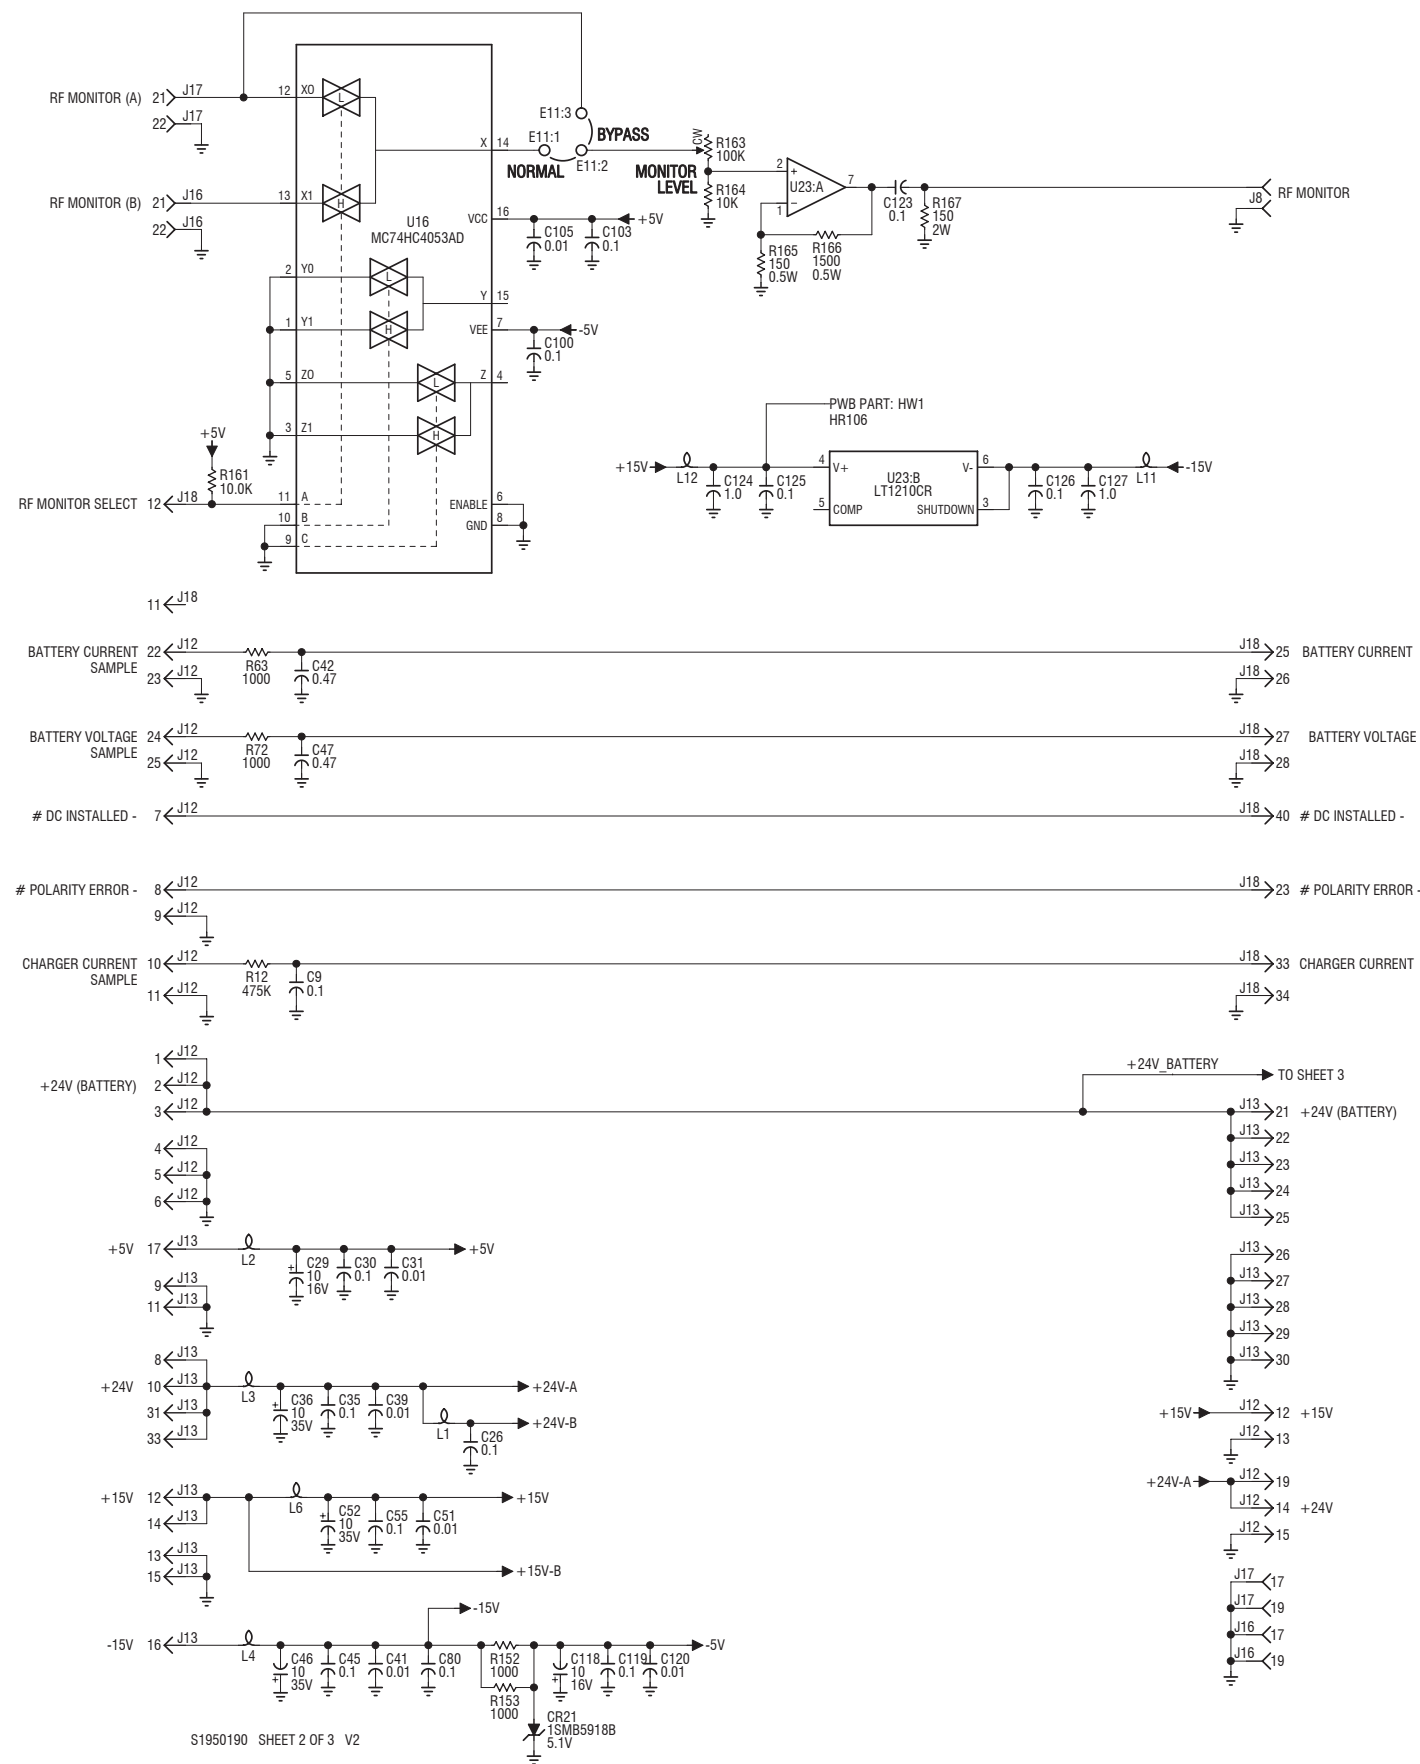 RF MONITOR (A) 21 J17
22 J17
RF MONITOR (B) 21 J16
22 J16
12 X0
L
13 X1
H
U16
MC74HC4053AD
X 14
VCC 16
2 Y0
L
Y 15
1 Y1
H
VEE 7
5 Z0
L
Z 4
3 Z1
H
+5V
R161
10.0K
RF MONITOR SELECT 12 J18
11 A
10 B
9 C
ENABLE 6
GND 8
E11:3
E11:1
BYPASS
NORMAL
E11:2
CW
R163
100K
MONITOR
LEVEL
R164
10K
2
+
U23:A
7
1
−
C123
0.1
R167
150
2W
R165
150
0.5W
R166
1500
0.5W
J8
RF MONITOR
C105
0.01
C103
0.1
+5V
C100
0.1
-5V
PWB PART: HW1
HR106
+15V
L12
C124
1.0
C125
0.1
4 V+
U23:B
LT1210CR
V- 6
5 COMP
SHUTDOWN 3
C126
0.1
C127
1.0
L11
-15V
11 J18
BATTERY CURRENT
SAMPLE
22 J12
23 J12
R63
1000
C42
0.47
J18 25 BATTERY CURRENT
J18 26
BATTERY VOLTAGE
SAMPLE
24 J12
25 J12
R72
1000
C47
0.47
J18 27 BATTERY VOLTAGE
J18 28
# DC INSTALLED - 7 J12
J18 40 # DC INSTALLED -
# POLARITY ERROR - 8 J12
9 J12
J18 23 # POLARITY ERROR -
CHARGER CURRENT
SAMPLE
10 J12
11 J12
R12
475K
C9
0.1
J18 33 CHARGER CURRENT
J18 34
1 J12
+24V (BATTERY) 2 J12
3 J12
+24V_BATTERY
TO SHEET 3
4 J12
5 J12
6 J12
J13 21 +24V (BATTERY)
J13 22
J13 23
J13 24
J13 25
+5V 17 J13
L2
C29
+
10
16V
C30
0.1
C31
0.01
+5V
9 J13
11 J13
J13 26
J13 27
J13 28
J13 29
J13 30
8 J13
+24V 10 J13
31 J13
33 J13
L3
C36
+
10
35V
C35
0.1
C39
0.01
+24V-A
L1
+24V-B
C26
0.1
+15V
J12 12 +15V
J12 13
+24V-A
J12 19
J12 14 +24V
J12 15
+15V 12 J13
14 J13
L6
C52
+
10
35V
C55
0.1
C51
0.01
+15V
13 J13
15 J13
+15V-B
J17 17
J17 19
J16 17
J16 19
-15V
-15V 16 J13
L4
C46
10
+
35V
C45
0.1
C41
0.01
C80
0.1
R152
1000
R153
1000
C118
10
+
16V
C119
0.1
C120
0.01
-5V
CR21
1SMB5918B
5.1V
S1950190 SHEET 2 OF 3 V2